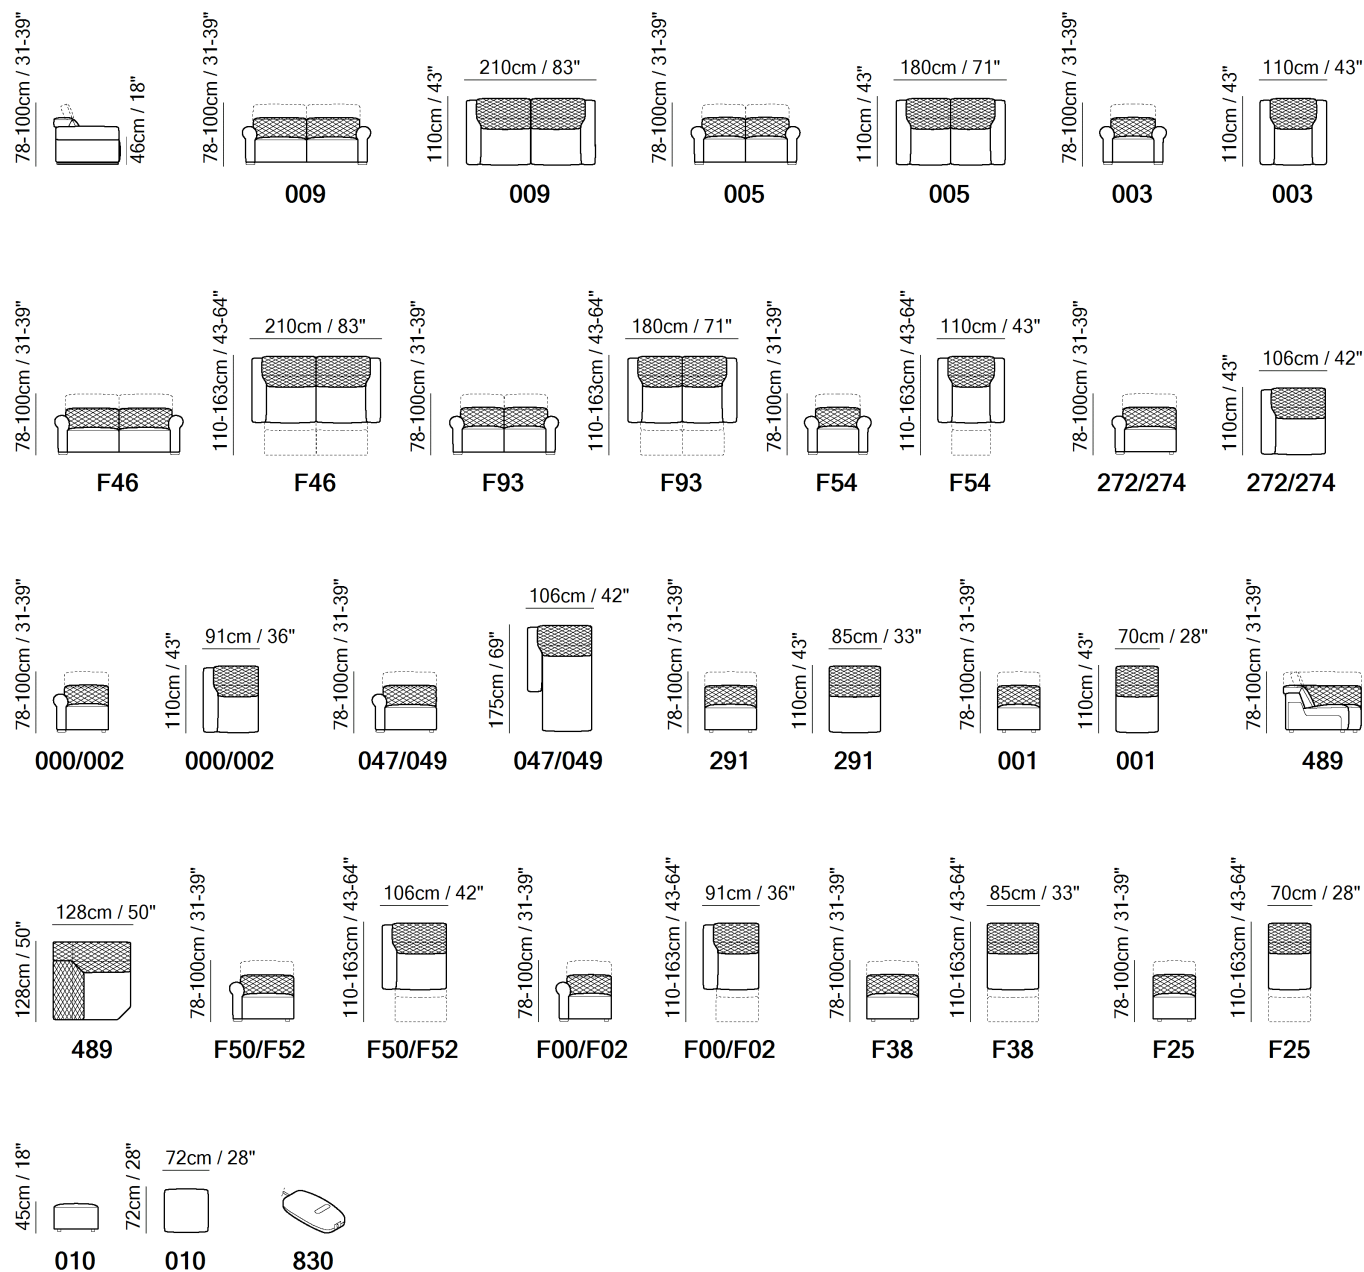 78-100cm / 31-39"
46cm / 18"
78-100cm / 31-39"
009
110cm / 43"
210cm / 83"
009
78-100cm / 31-39"
005
110cm / 43"
180cm / 71"
005
78-100cm / 31-39"
003
110cm / 43"
110cm / 43"
003
78-100cm / 31-39"
F46
110-163cm / 43-64"
210cm / 83"
F46
78-100cm / 31-39"
F93
110-163cm / 43-64"
180cm / 71"
F93
78-100cm / 31-39"
F54
110-163cm / 43-64"
110cm / 43"
F54
78-100cm / 31-39"
272/274
110cm / 43"
106cm / 42"
272/274
78-100cm / 31-39"
000/002
110cm / 43"
91cm / 36"
000/002
78-100cm / 31-39"
047/049
175cm / 69"
106cm / 42"
047/049
78-100cm / 31-39"
291
110cm / 43"
85cm / 33"
291
78-100cm / 31-39"
001
110cm / 43"
70cm / 28"
001
78-100cm / 31-39"
489
128cm / 50"
128cm / 50"
489
78-100cm / 31-39"
F50/F52
110-163cm / 43-64"
106cm / 42"
F50/F52
78-100cm / 31-39"
F00/F02
110-163cm / 43-64"
91cm / 36"
F00/F02
78-100cm / 31-39"
F38
110-163cm / 43-64"
85cm / 33"
F38
78-100cm / 31-39"
F25
110-163cm / 43-64"
70cm / 28"
F25
45cm / 18"
010
72cm / 28"
72cm / 28"
010
830